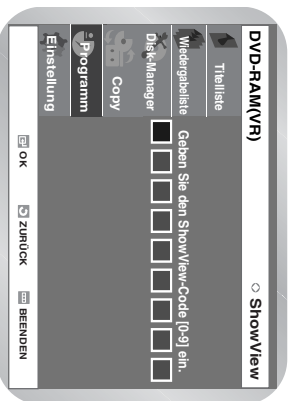 DVD-RAM(VR)
ShowView
Titelliste
Wiedergabeliste
Disk-Manager
Copy
Programm
Einstellung
Geben Sie den ShowView-Code [0-9] ein.
OK
ZURÜCK
BEENDEN